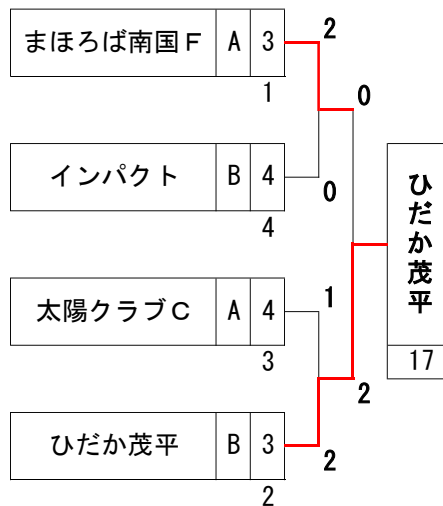 まほろば南国F A 3 2
1
0
インパクト B 4 0
4
太陽クラブC A 4 1
3
2
ひだか茂平 B 3 2
2
ひだか茂平
17